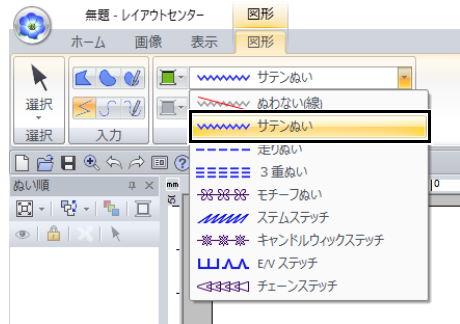 無題 - レイアウトセンター
図形
ホーム 画像 表示 図形
サテンぬい
選択
選択 入力
ぬわない(線)
サテンぬい
走りぬい
3 重ぬい
モチーフぬい
ステムステッチ
キャンドルウィックステッチ
E/V ステッチ
チェーンステッチ
ぬい順
mm
0